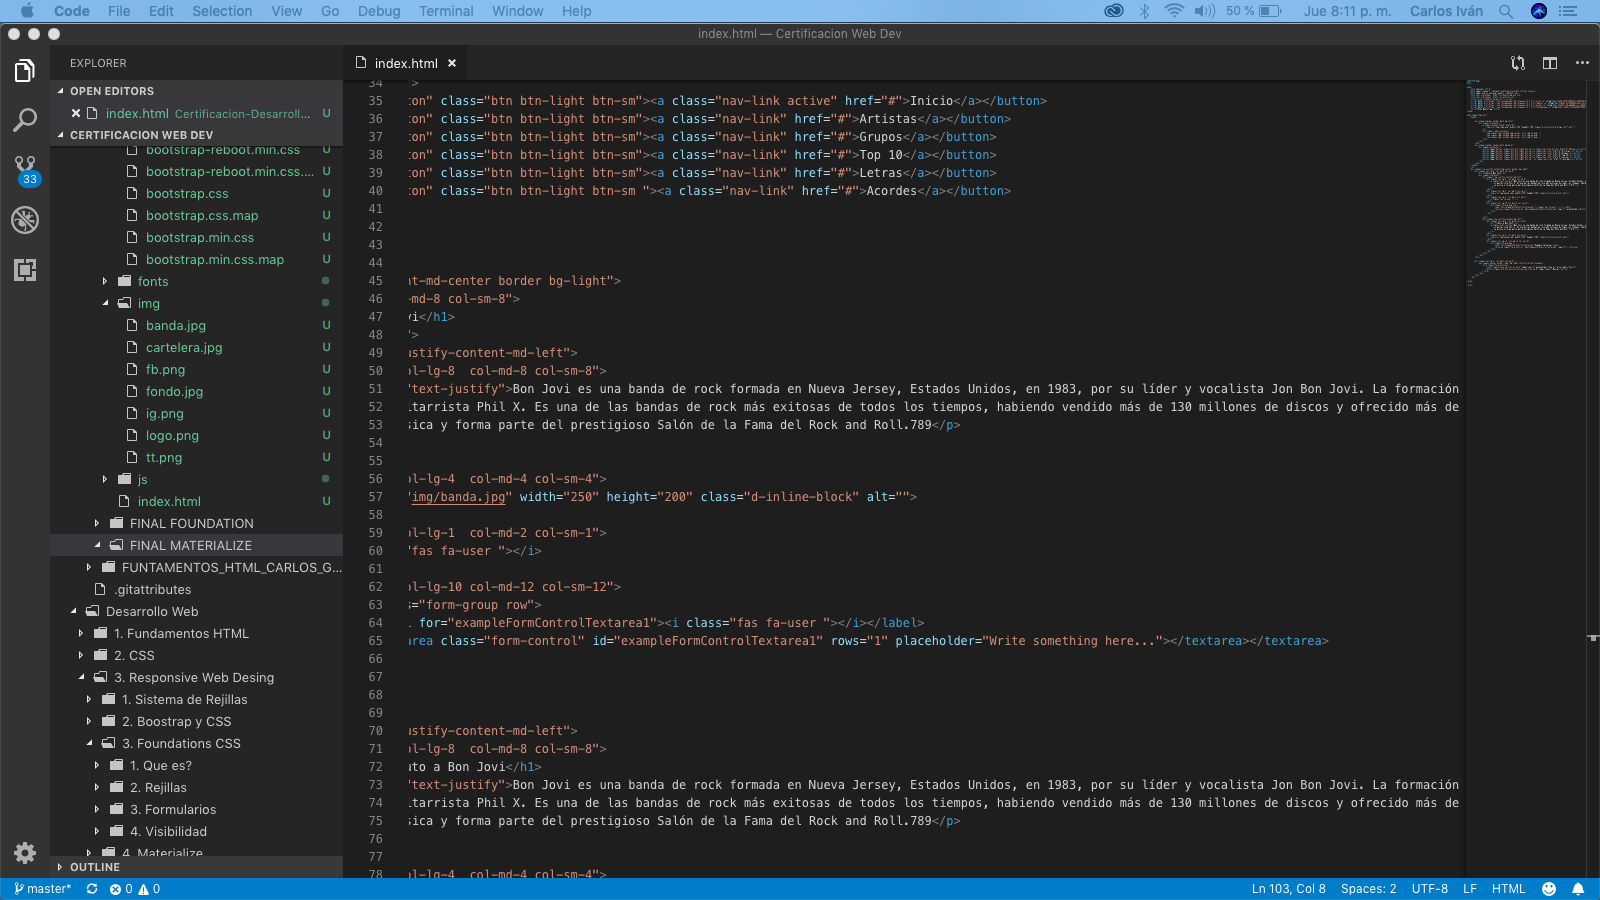 Code File Edit Selection View Go Debug Terminal Window Help 50 % Jue 8:11 p. m. Carlos Iván
index.html — Certificacion Web Dev
EXPLORER
OPEN EDITORS
index.html Certificacion-Desarroll... U
CERTIFICACION WEB DEV
33
bootstrap-reboot.min.css U
bootstrap-reboot.min.css.... U
bootstrap.css U
bootstrap.css.map U
bootstrap.min.css U
bootstrap.min.css.map U
fonts
img
banda.jpg U
cartelera.jpg U
fb.png U
fondo.jpg U
ig.png U
logo.png U
tt.png U
js
index.html U
FINAL FOUNDATION
FINAL MATERIALIZE
FUNTAMENTOS_HTML_CARLOS_G...
.gitattributes
Desarrollo Web
1. Fundamentos HTML
2. CSS
3. Responsive Web Desing
1. Sistema de Rejillas
2. Boostrap y CSS
3. Foundations CSS
1. Que es?
2. Rejillas
3. Formularios
4. Visibilidad
4. Materialize
OUTLINE
index.html
34 ">
35 on" class="btn btn-light btn-sm"><a class="nav-link active" href="#">Inicio</a></button>
36 on" class="btn btn-light btn-sm"><a class="nav-link" href="#">Artistas</a></button>
37 on" class="btn btn-light btn-sm"><a class="nav-link" href="#">Grupos</a></button>
38 on" class="btn btn-light btn-sm"><a class="nav-link" href="#">Top 10</a></button>
39 on" class="btn btn-light btn-sm"><a class="nav-link" href="#">Letras</a></button>
40 on" class="btn btn-light btn-sm "><a class="nav-link" href="#">Acordes</a></button>
41
42
43
44
45 nt-md-center border bg-light">
46 -md-8 col-sm-8">
47 vi</h1>
48 ">
49 ustify-content-md-left">
50 ol-lg-8  col-md-8 col-sm-8">
51 "text-justify">Bon Jovi es una banda de rock formada en Nueva Jersey, Estados Unidos, en 1983, por su líder y vocalista Jon Bon Jovi. La formación
52 itarrista Phil X. Es una de las bandas de rock más exitosas de todos los tiempos, habiendo vendido más de 130 millones de discos y ofrecido más de
53 sica y forma parte del prestigioso Salón de la Fama del Rock and Roll.789</p>
54
55
56 ol-lg-4  col-md-4 col-sm-4">
57 "img/banda.jpg" width="250" height="200" class="d-inline-block" alt="">
58
59 ol-lg-1  col-md-2 col-sm-1">
60 "fas fa-user "></i>
61
62 ol-lg-10 col-md-12 col-sm-12">
63 s="form-group row">
64 l for="exampleFormControlTextarea1"><i class="fas fa-user "></i></label>
65 area class="form-control" id="exampleFormControlTextarea1" rows="1" placeholder="Write something here..."></textarea></textarea>
66
67
68
69
70 ustify-content-md-left">
71 ol-lg-8  col-md-8 col-sm-8">
72 uto a Bon Jovi</h1>
73 "text-justify">Bon Jovi es una banda de rock formada en Nueva Jersey, Estados Unidos, en 1983, por su líder y vocalista Jon Bon Jovi. La formación
74 itarrista Phil X. Es una de las bandas de rock más exitosas de todos los tiempos, habiendo vendido más de 130 millones de discos y ofrecido más de
75 sica y forma parte del prestigioso Salón de la Fama del Rock and Roll.789</p>
76
77
78 ol-lg-4  col-md-4 col-sm-4">
master* 0 0 Ln 103, Col 8 Spaces: 2 UTF-8 LF HTML